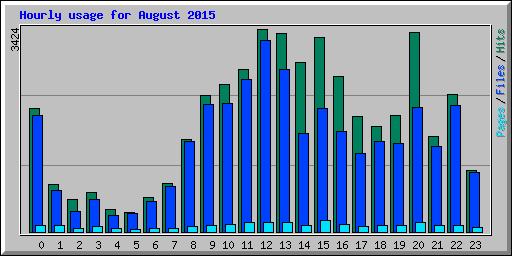 Hourly usage for August 2015
3424
Pages / Files / Hits
0 1 2 3 4 5 6 7 8 9 10 11 12 13 14 15 16 17 18 19 20 21 22 23